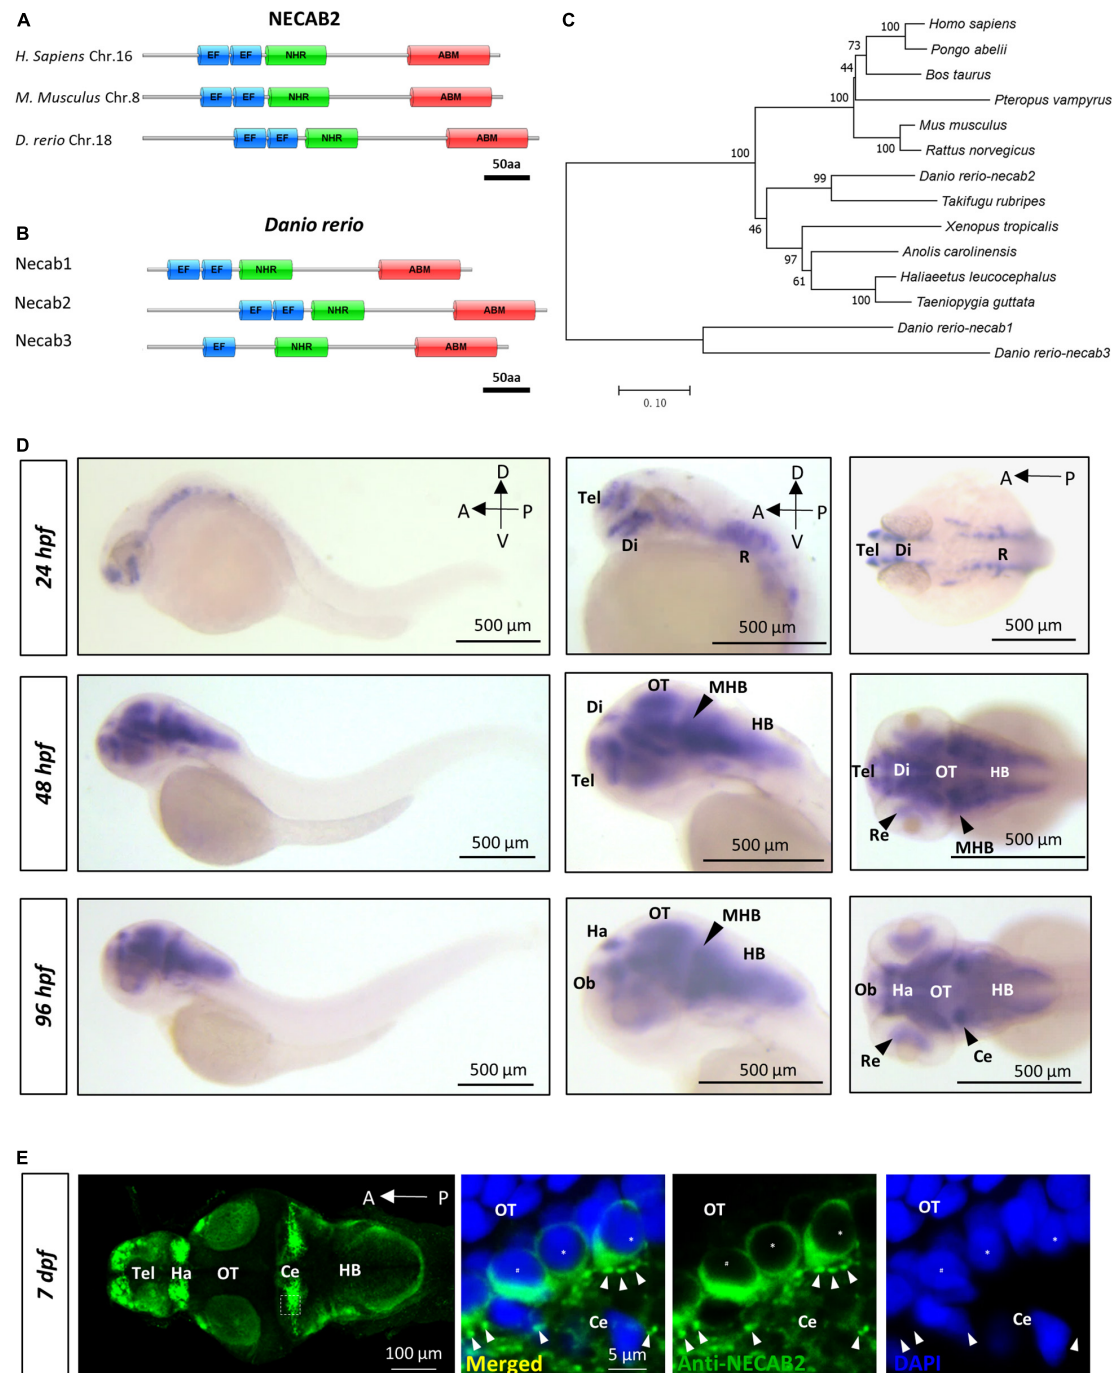 A
NECAB2
H. Sapiens Chr.16
EF EF NHR ABM
M. Musculus Chr.8
EF EF NHR ABM
D. rerio Chr.18
EF EF NHR ABM
50aa
B
Danio rerio
Necab1
EF EF NHR ABM
Necab2
EF EF NHR ABM
Necab3
EF NHR ABM
50aa
C
100 Homo sapiens
73 Pongo abelii
44 Bos taurus
100 Pteropus vampyrus
Mus musculus
100 Rattus norvegicus
100
99 Danio rerio-necab2
Takifugu rubripes
46 Xenopus tropicalis
97 Anolis carolinensis
61 Haliaeetus leucocephalus
100 Taeniopygia guttata
Danio rerio-necab1
Danio rerio-necab3
0.10
D
24 hpf
D
A P
V
500 µm
Tel
Di
R
D
A P
V
500 µm
A P
Tel Di R
500 µm
48 hpf
500 µm
Di
OT
MHB
HB
Tel
500 µm
Tel Di OT HB
Re
MHB
500 µm
96 hpf
500 µm
Ha
OT
MHB
HB
Ob
500 µm
Ob Ha OT HB
Re
Ce
500 µm
E
7 dpf
A P
Tel Ha OT Ce HB
100 µm
OT
*
*
#
Ce
Merged
5 µm
OT
*
*
#
Ce
Anti-NECAB2
OT
*
*
#
Ce
DAPI